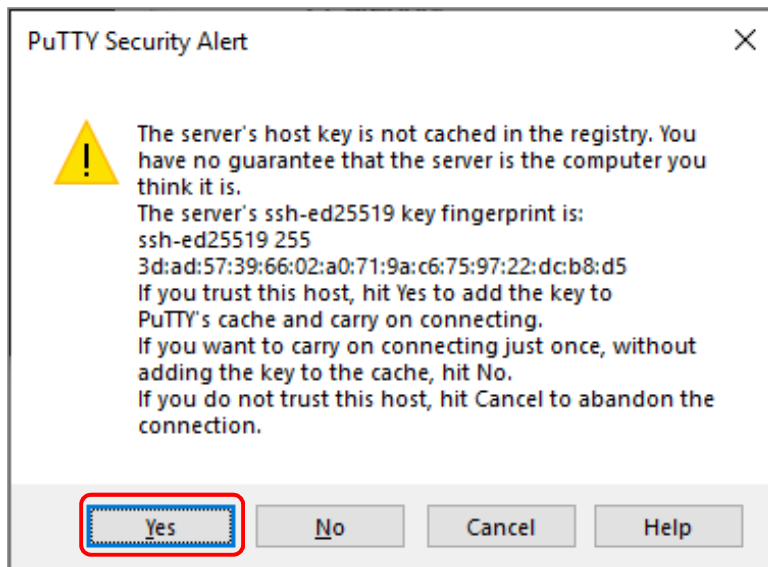 PuTTY Security Alert
The server's host key is not cached in the registry. You
have no guarantee that the server is the computer you
think it is.
The server's ssh-ed25519 key fingerprint is:
ssh-ed25519 255
3d:ad:57:39:66:02:a0:71:9a:c6:75:97:22:dc:b8:d5
If you trust this host, hit Yes to add the key to
PuTTY's cache and carry on connecting.
If you want to carry on connecting just once, without
adding the key to the cache, hit No.
If you do not trust this host, hit Cancel to abandon the
connection.
Yes No Cancel Help